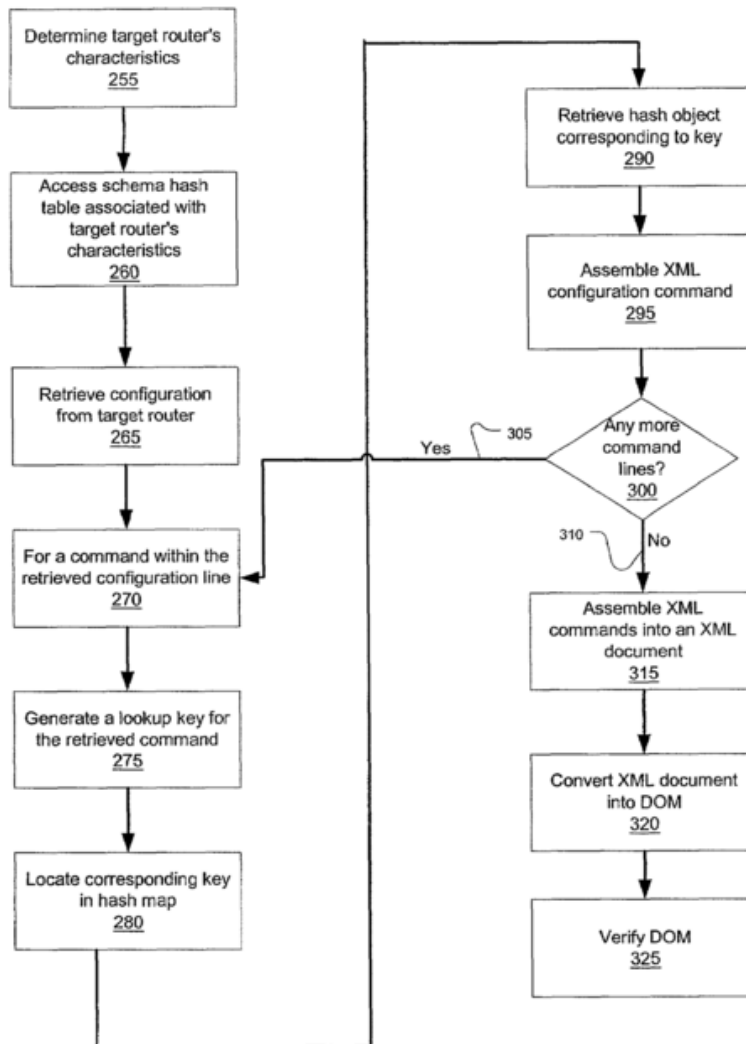 Determine target router's
characteristics
255
Access schema hash
table associated with
target router's
characteristics
260
Retrieve configuration
from target router
265
For a command within the
retrieved configuration line
270
Generate a lookup key for
the retrieved command
275
Locate corresponding key
in hash map
280
Retrieve hash object
corresponding to key
290
Assemble XML
configuration command
295
Any more
command
lines?
300
Yes
305
310
No
Assemble XML
commands into an XML
document
315
Convert XML document
into DOM
320
Verify DOM
325